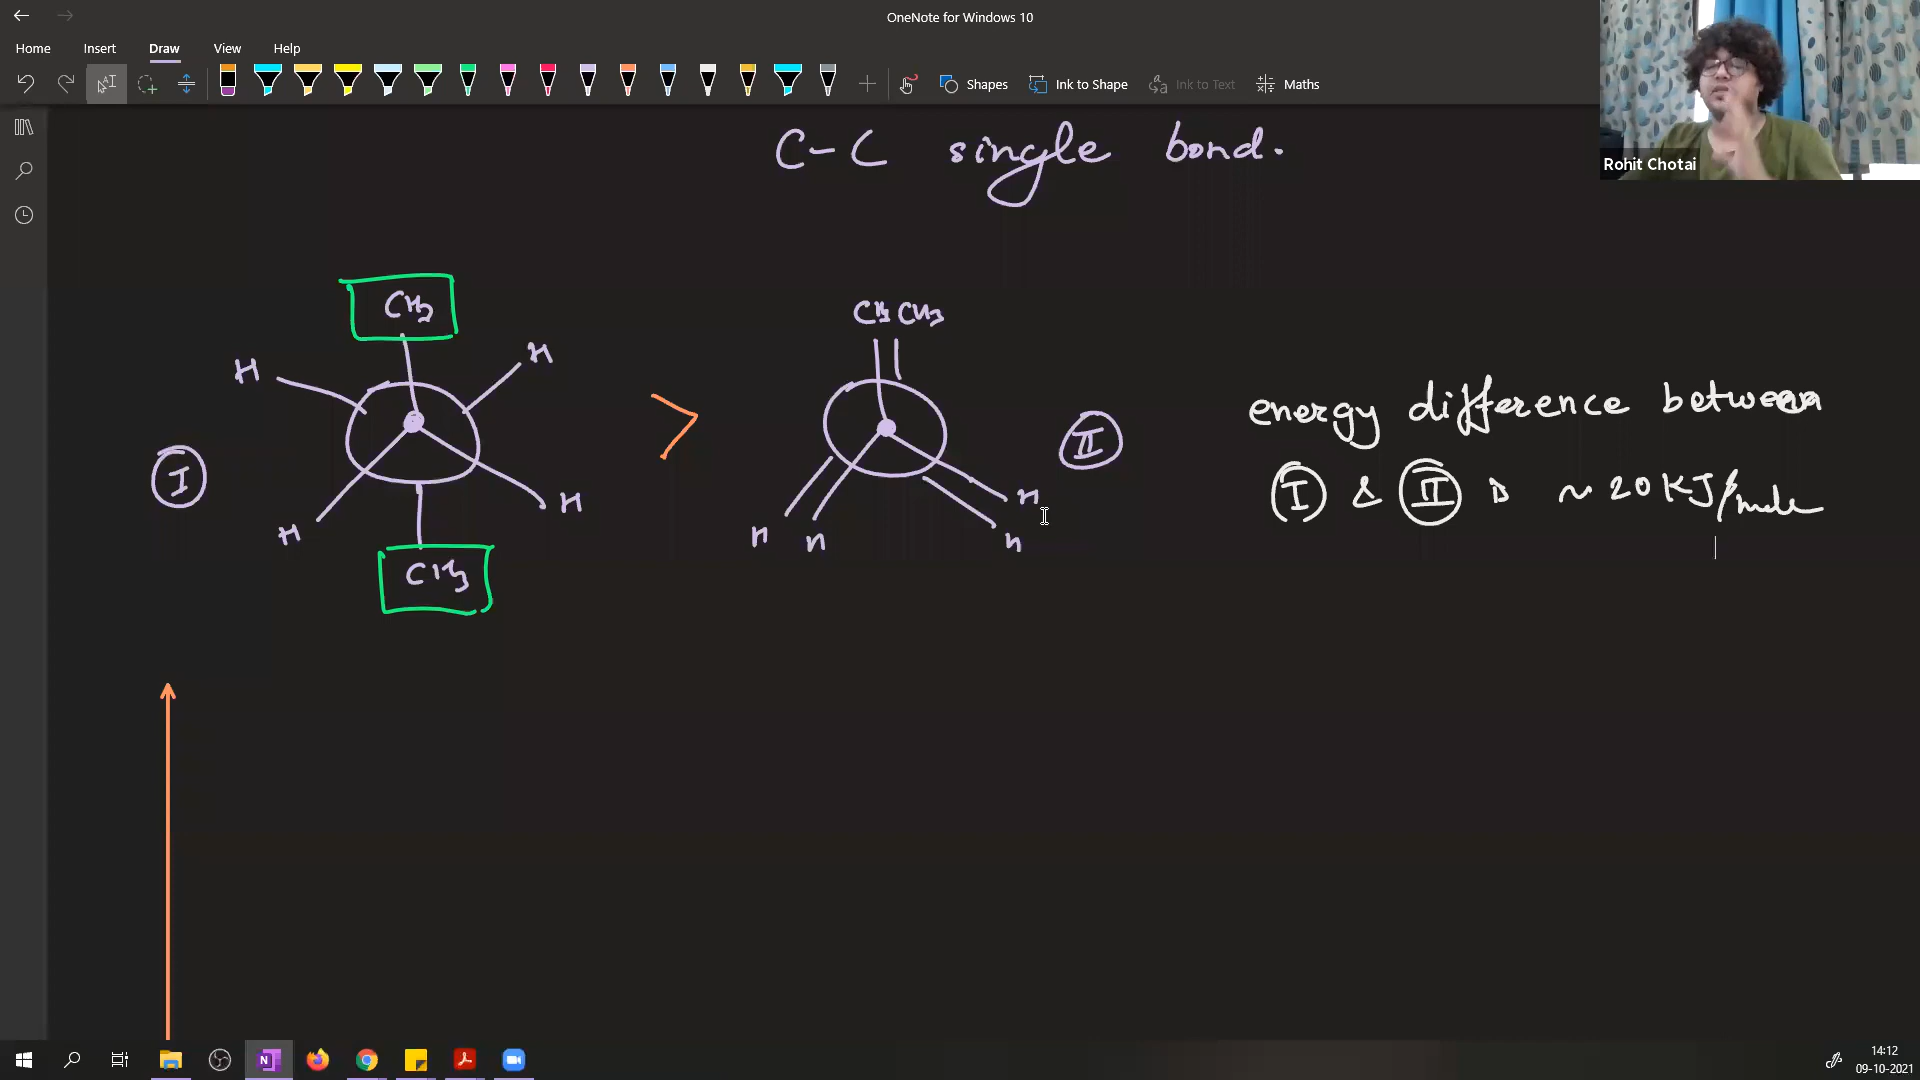 OneNote for Windows 10
Home Insert Draw View Help
Shapes Ink to Shape Ink to Text Maths
Rohit Chotai
C-C single bond.
CH3
H H
I
H H
CH3
>
CH3 CH3
II
H
H H H
energy difference between
I & II is ~ 20 KJ/mole
14:12
09-10-2021